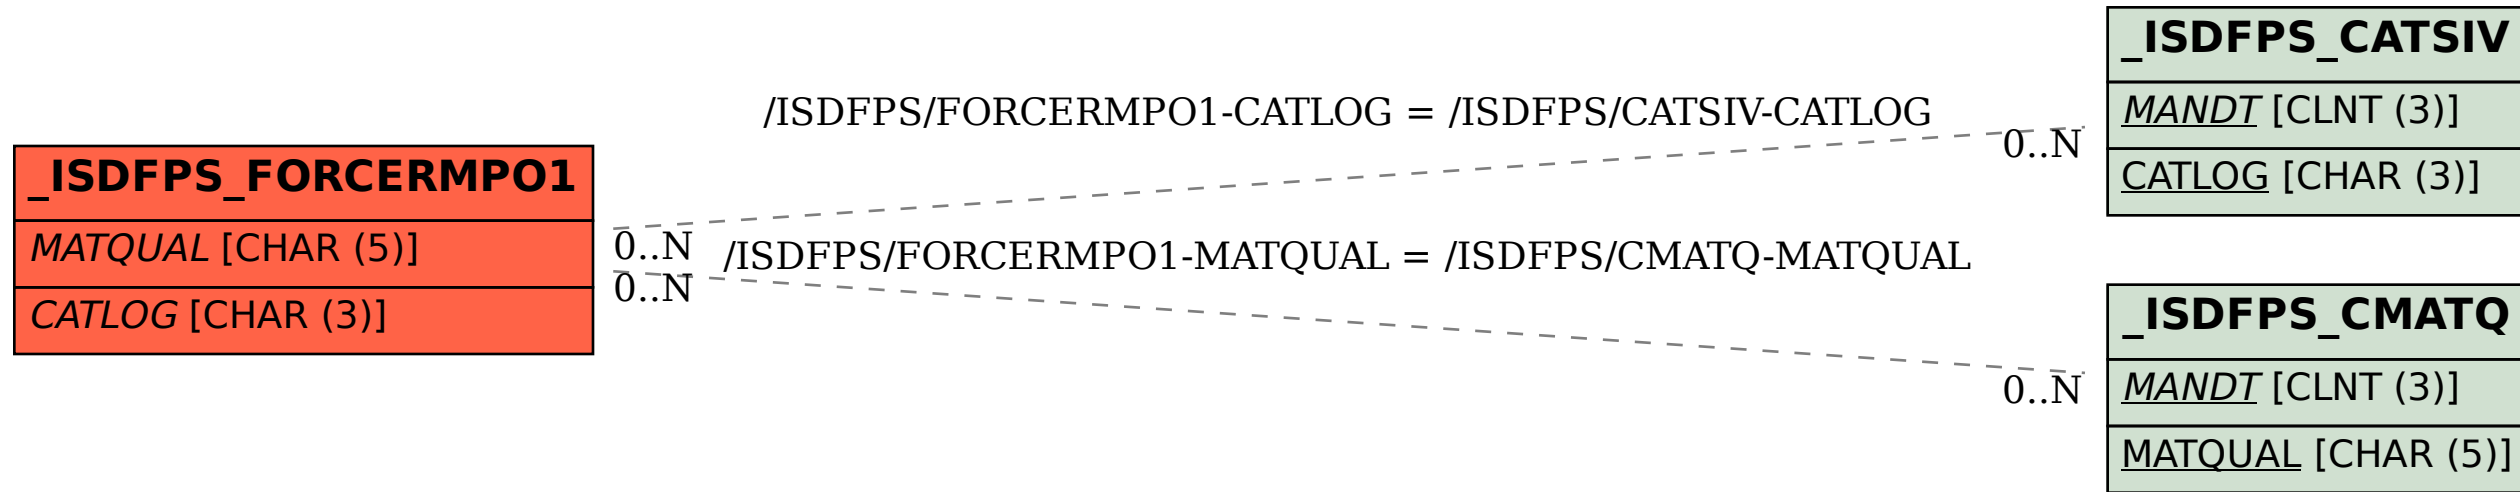 _ISDFPS_FORCERMPO1
MATQUAL [CHAR (5)]
CATLOG [CHAR (3)]
/ISDFPS/FORCERMPO1-CATLOG = /ISDFPS/CATSIV-CATLOG
0..N
0..N
/ISDFPS/FORCERMPO1-MATQUAL = /ISDFPS/CMATQ-MATQUAL
0..N
0..N
_ISDFPS_CATSIV
MANDT [CLNT (3)]
CATLOG [CHAR (3)]
_ISDFPS_CMATQ
MANDT [CLNT (3)]
MATQUAL [CHAR (5)]